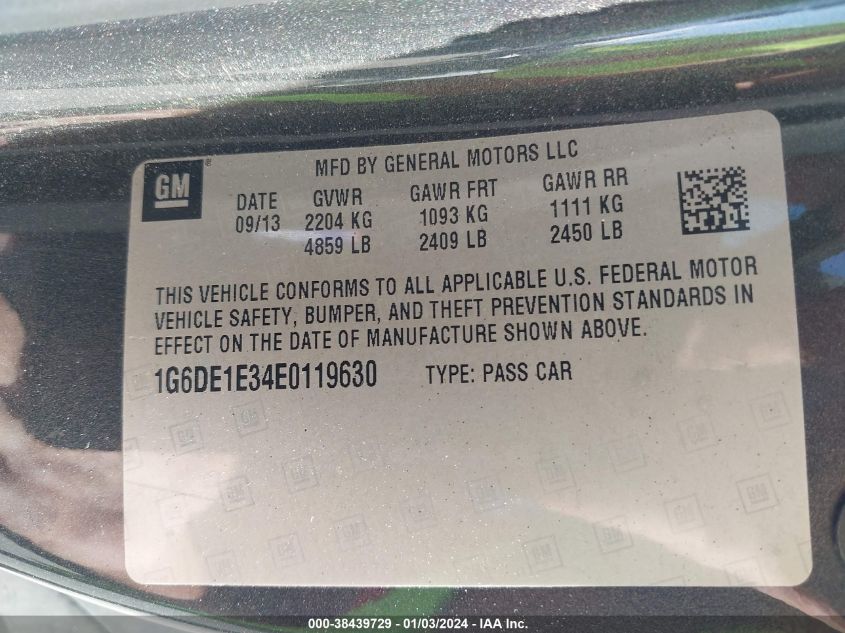 GM®
MFD BY GENERAL MOTORS LLC
DATE GVWR GAWR FRT GAWR RR
09/13 2204 KG 1093 KG 1111 KG
4859 LB 2409 LB 2450 LB
THIS VEHICLE CONFORMS TO ALL APPLICABLE U.S. FEDERAL MOTOR
VEHICLE SAFETY, BUMPER, AND THEFT PREVENTION STANDARDS IN
EFFECT ON THE DATE OF MANUFACTURE SHOWN ABOVE.
1G6DE1E34E0119630 TYPE: PASS CAR
000-38439729 — 01/03/2024 — IAA Inc.